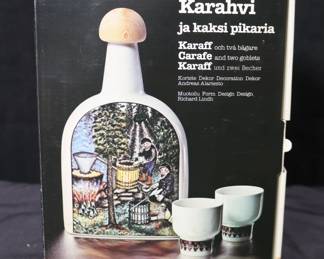 Karahvi
ja kaksi pikaria
Karaff och två bägare
Carafe and two goblets
Karaff und zwei Becher
Koriste Dekor Decoration Dekor
Andreas Alariesto
Muotoilu Form Design Design
Richard Lindh